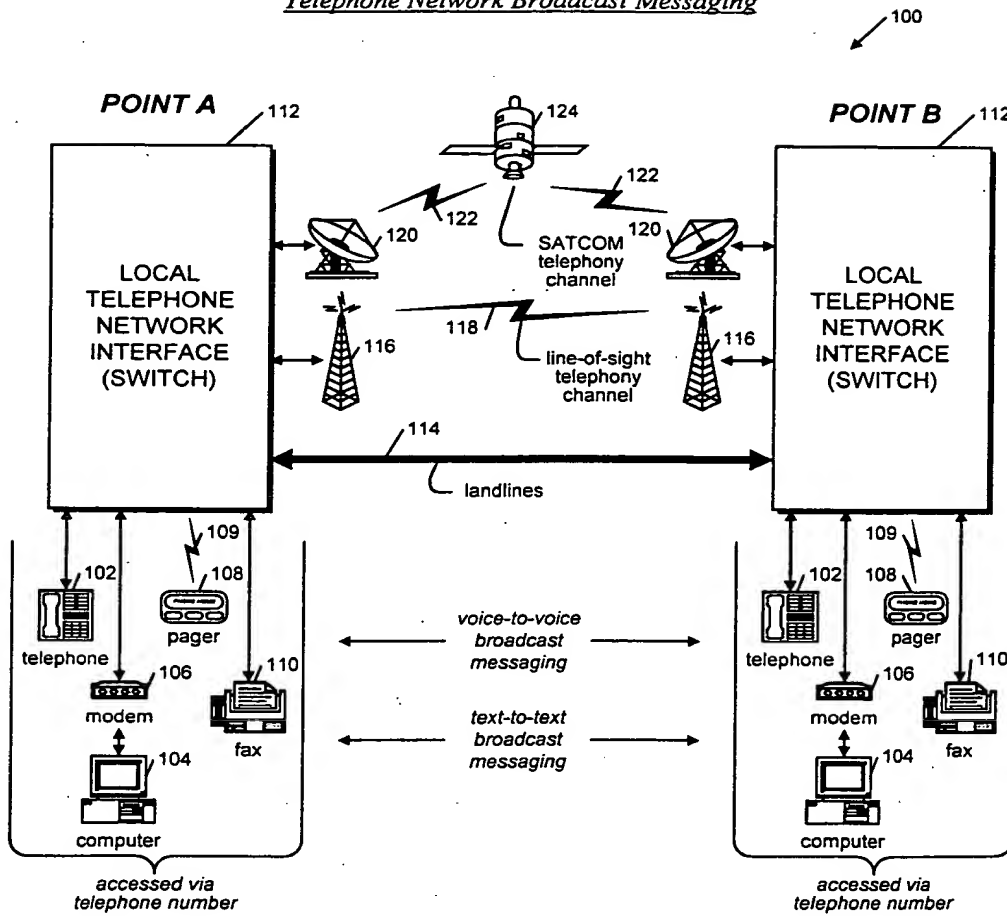 Telephone Network Broadcast Messaging
100
POINT A
112
124
POINT B
112
122
122
120
120
SATCOM
telephony
channel
LOCAL
TELEPHONE
NETWORK
INTERFACE
(SWITCH)
LOCAL
TELEPHONE
NETWORK
INTERFACE
(SWITCH)
118
116
116
line-of-sight
telephony
channel
114
landlines
109
109
102
108
102
108
telephone
pager
telephone
pager
voice-to-voice
broadcast
messaging
106
110
106
110
modem
fax
modem
fax
text-to-text
broadcast
messaging
104
104
computer
computer
accessed via
telephone number
accessed via
telephone number